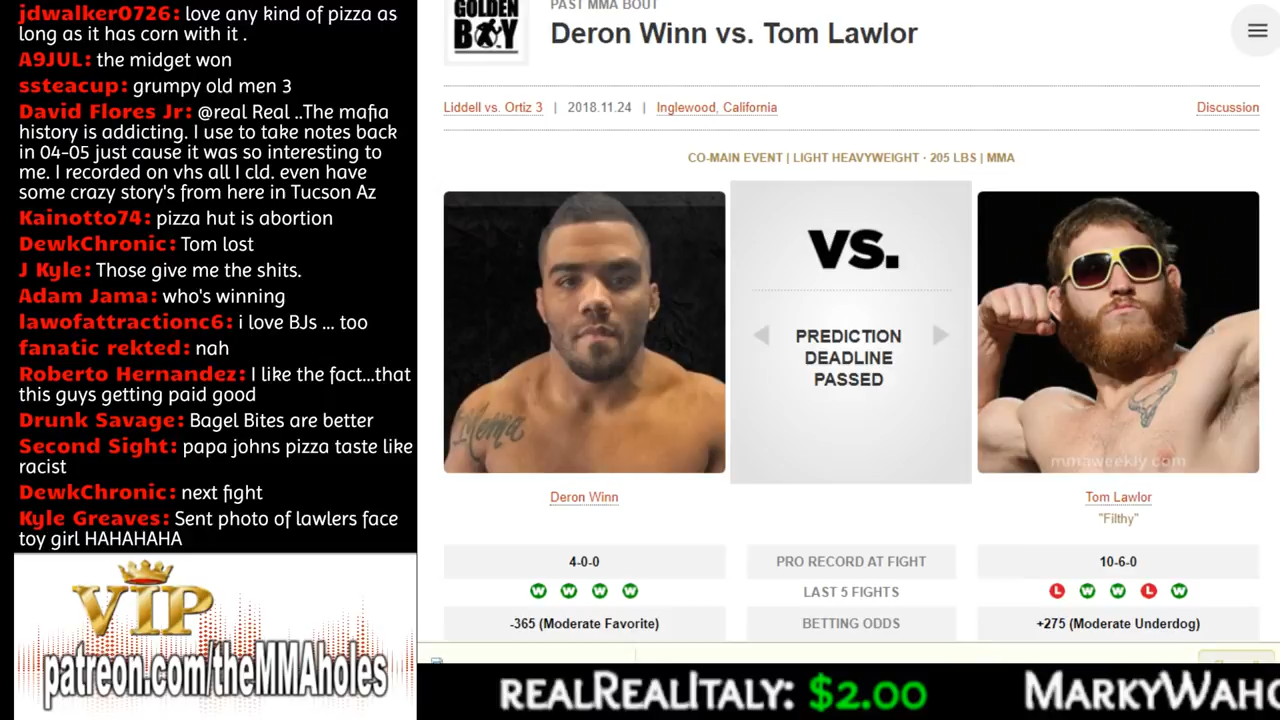 jdwalker0726: love any kind of pizza as
long as it has corn with it .
A9JUL: the midget won
ssteacup: grumpy old men 3
David Flores Jr: @real Real ..The mafia
history is addicting. I use to take notes back
in 04-05 just cause it was so interesting to
me. I recorded on vhs all I cld. even have
some crazy story's from here in Tucson Az
Kainotto74: pizza hut is abortion
DewkChronic: Tom lost
J Kyle: Those give me the shits.
Adam Jama: who's winning
lawofattractionc6: i love BJs ... too
fanatic rekted: nah
Roberto Hernandez: I like the fact...that
this guys getting paid good
Drunk Savage: Bagel Bites are better
Second Sight: papa johns pizza taste like
racist
DewkChronic: next fight
Kyle Greaves: Sent photo of lawlers face
toy girl HAHAHAHA
VIP
patreon.com/theMMAholes
GOLDEN
BOY
PAST MMA BOUT
Deron Winn vs. Tom Lawlor
Liddell vs. Ortiz 3 | 2018.11.24 | Inglewood, California
Discussion
CO-MAIN EVENT | LIGHT HEAVYWEIGHT · 205 LBS | MMA
Mema
VS.
PREDICTION
DEADLINE
PASSED
mmaweekly.com
Deron Winn
Tom Lawlor
"Filthy"
4-0-0 PRO RECORD AT FIGHT 10-6-0
W W W W LAST 5 FIGHTS L W W L W
-365 (Moderate Favorite) BETTING ODDS +275 (Moderate Underdog)
REALREALITALY: $2.00 MARKYWAHO